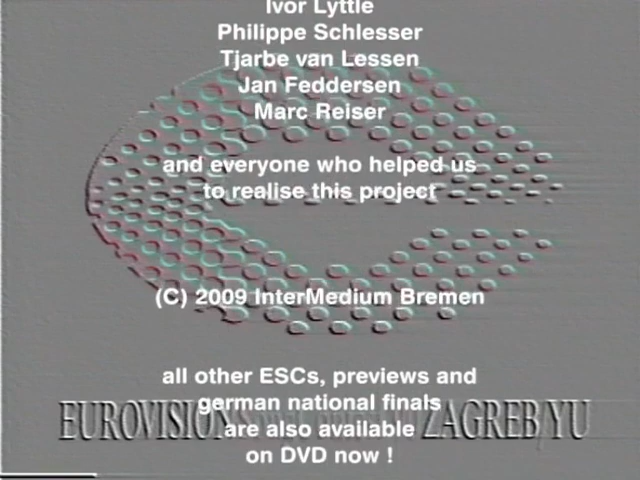 Ivor Lyttle
Philippe Schlesser
Tjarbe van Lessen
Jan Feddersen
Marc Reiser
and everyone who helped us
to realise this project
(C) 2009 InterMedium Bremen
all other ESCs, previews and
german national finals
EUROVISION ZAGREB YU
are also available
on DVD now !